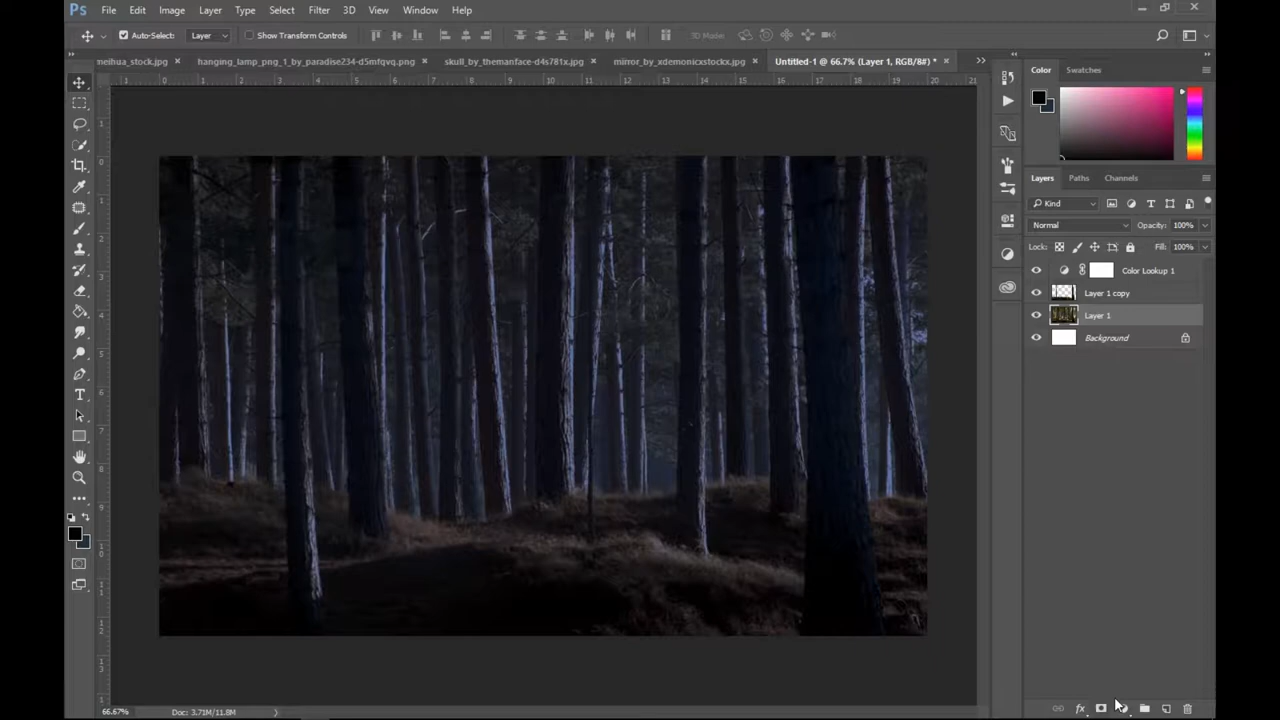 Ps File Edit Image Layer Type Select Filter 3D View Window Help
Auto-Select: Layer Show Transform Controls 3D Mode:
meihua_stock.jpg × hanging_lamp_png_1_by_paradise234-d5mfqvq.png × skull_by_themanface-d4s781x.jpg × mirror_by_xdemonicxstockx.jpg × Untitled-1 @ 66.7% (Layer 1, RGB/8#) * ×
Color Swatches
Layers Paths Channels
Kind
Normal Opacity: 100%
Lock: Fill: 100%
Color Lookup 1
Layer 1 copy
Layer 1
Background
66.67% Doc: 3.71M/11.8M